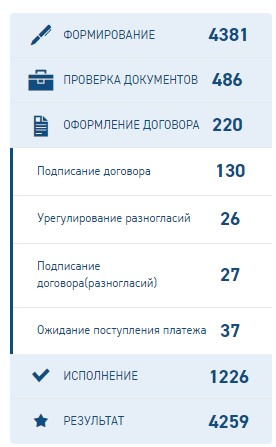 ФОРМИРОВАНИЕ 4381
ПРОВЕРКА ДОКУМЕНТОВ 486
ОФОРМЛЕНИЕ ДОГОВОРА 220
Подписание договора 130
Урегулирование разногласий 26
Подписание
договора(разногласий) 27
Ожидание поступления платежа 37
ИСПОЛНЕНИЕ 1226
РЕЗУЛЬТАТ 4259